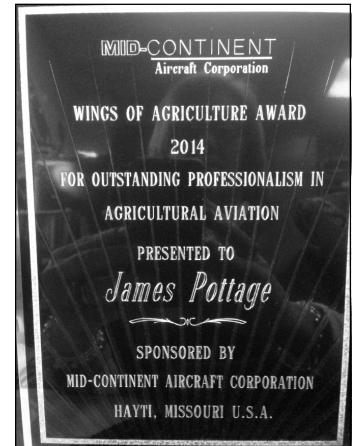 MID-CONTINENT
Aircraft Corporation
WINGS OF AGRICULTURE AWARD
2014
FOR OUTSTANDING PROFESSIONALISM IN
AGRICULTURAL AVIATION
PRESENTED TO
James Pottage
SPONSORED BY
MID-CONTINENT AIRCRAFT CORPORATION
HAYTI, MISSOURI U.S.A.